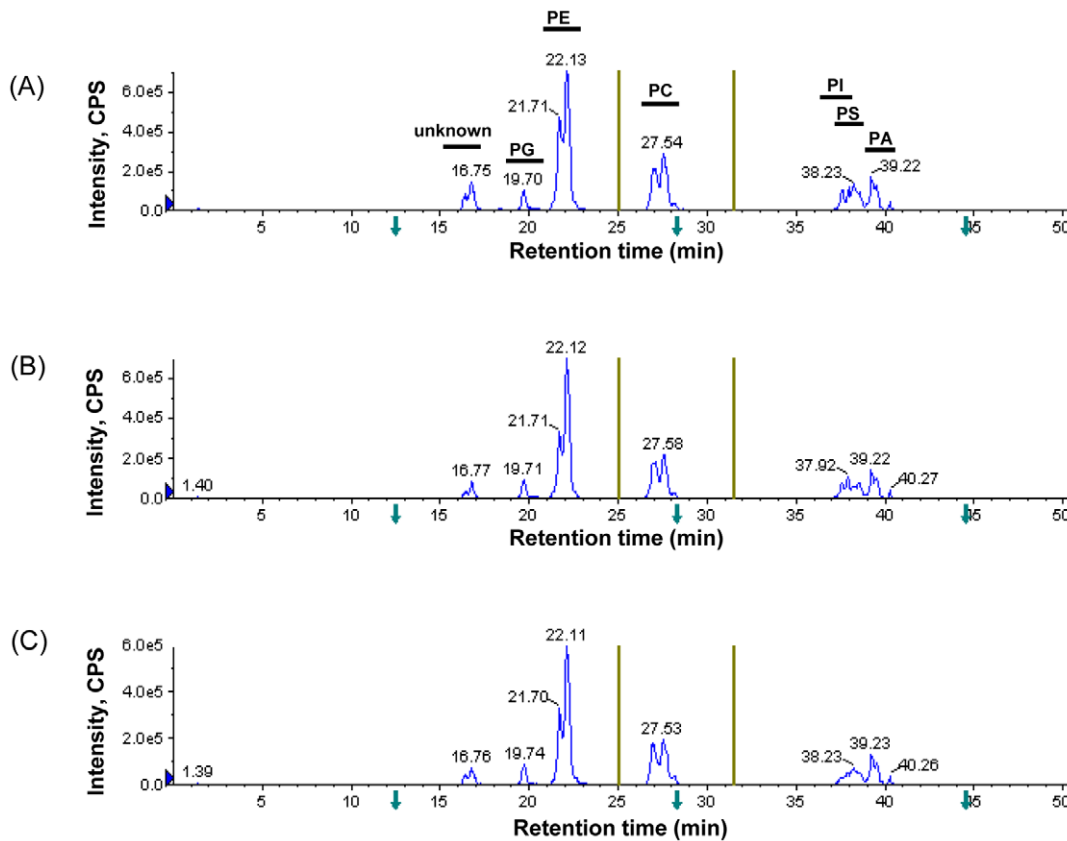 (A)
Intensity, CPS
6.0e5
4.0e5
2.0e5
0.0
unknown
16.75
PG
19.70
PE
22.13
21.71
PC
27.54
PI
PS
PA
38.23
39.22
5 10 15 20 25 30 35 40 45 50
Retention time (min)
(B)
Intensity, CPS
6.0e5
4.0e5
2.0e5
0.0
1.40
16.77
19.71
21.71
22.12
27.58
37.92
39.22
40.27
5 10 15 20 25 30 35 40 45 50
Retention time (min)
(C)
Intensity, CPS
6.0e5
4.0e5
2.0e5
0.0
1.39
16.76
19.74
21.70
22.11
27.53
38.23
39.23
40.26
5 10 15 20 25 30 35 40 45 50
Retention time (min)